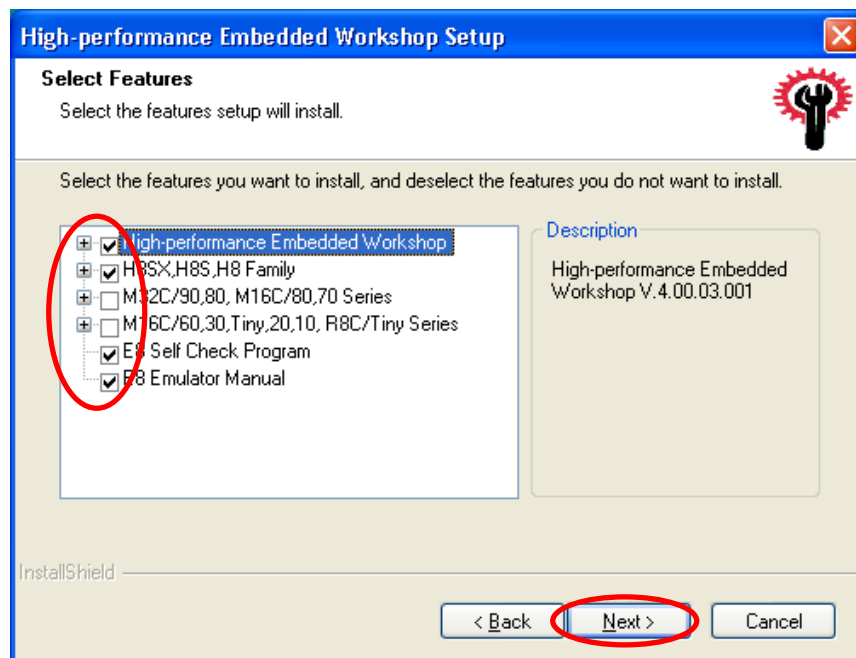 High-performance Embedded Workshop Setup
Select Features
Select the features setup will install.
Select the features you want to install, and deselect the features you do not want to install.
High-performance Embedded Workshop
H8SX,H8S,H8 Family
M32C/90,80, M16C/80,70 Series
M16C/60,30,Tiny,20,10, R8C/Tiny Series
E8 Self Check Program
E8 Emulator Manual
Description
High-performance Embedded
Workshop V.4.00.03.001
InstallShield
< Back
Next >
Cancel